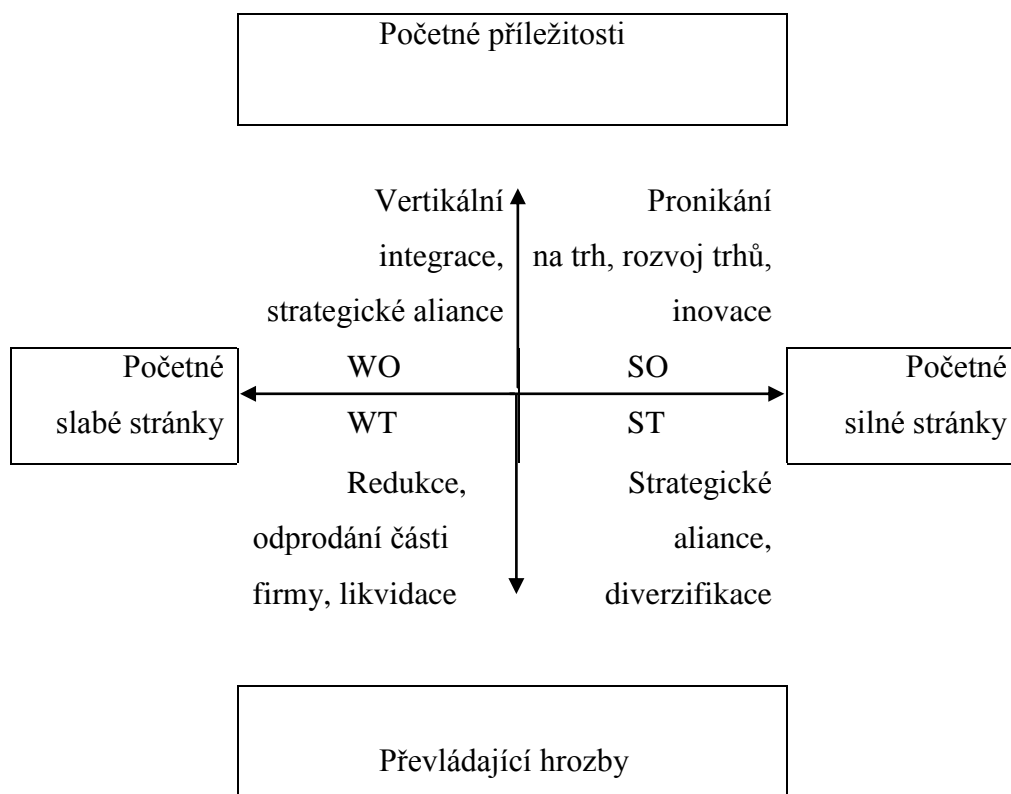 Početné příležitosti
Vertikální
integrace,
strategické aliance
Pronikání
na trh, rozvoj trhů,
inovace
Početné
slabé stránky
WO
SO
WT
ST
Početné
silné stránky
Redukce,
odprodání části
firmy, likvidace
Strategické
aliance,
diverzifikace
Převládající hrozby